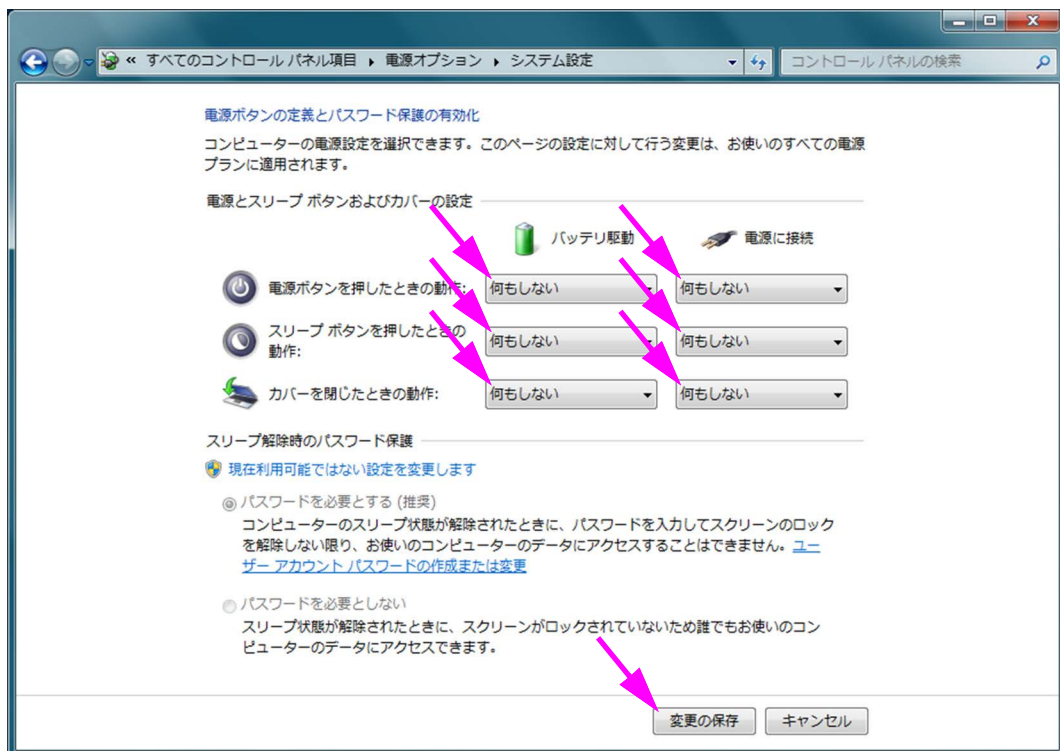 « すべてのコントロール パネル項目 ▸ 電源オプション ▸ システム設定
コントロール パネルの検索
電源ボタンの定義とパスワード保護の有効化
コンピューターの電源設定を選択できます。このページの設定に対して行う変更は、お使いのすべての電源
プランに適用されます。
電源とスリープ ボタンおよびカバーの設定
バッテリ駆動 電源に接続
電源ボタンを押したときの動作: 何もしない 何もしない
スリープ ボタンを押したときの
動作: 何もしない 何もしない
カバーを閉じたときの動作: 何もしない 何もしない
スリープ解除時のパスワード保護
現在利用可能ではない設定を変更します
パスワードを必要とする (推奨)
コンピューターのスリープ状態が解除されたときに、パスワードを入力してスクリーンのロック
を解除しない限り、お使いのコンピューターのデータにアクセスすることはできません。ユー
ザー アカウント パスワードの作成または変更
パスワードを必要としない
スリープ状態が解除されたときに、スクリーンがロックされていないため誰でもお使いのコン
ピューターのデータにアクセスできます。
変更の保存 キャンセル